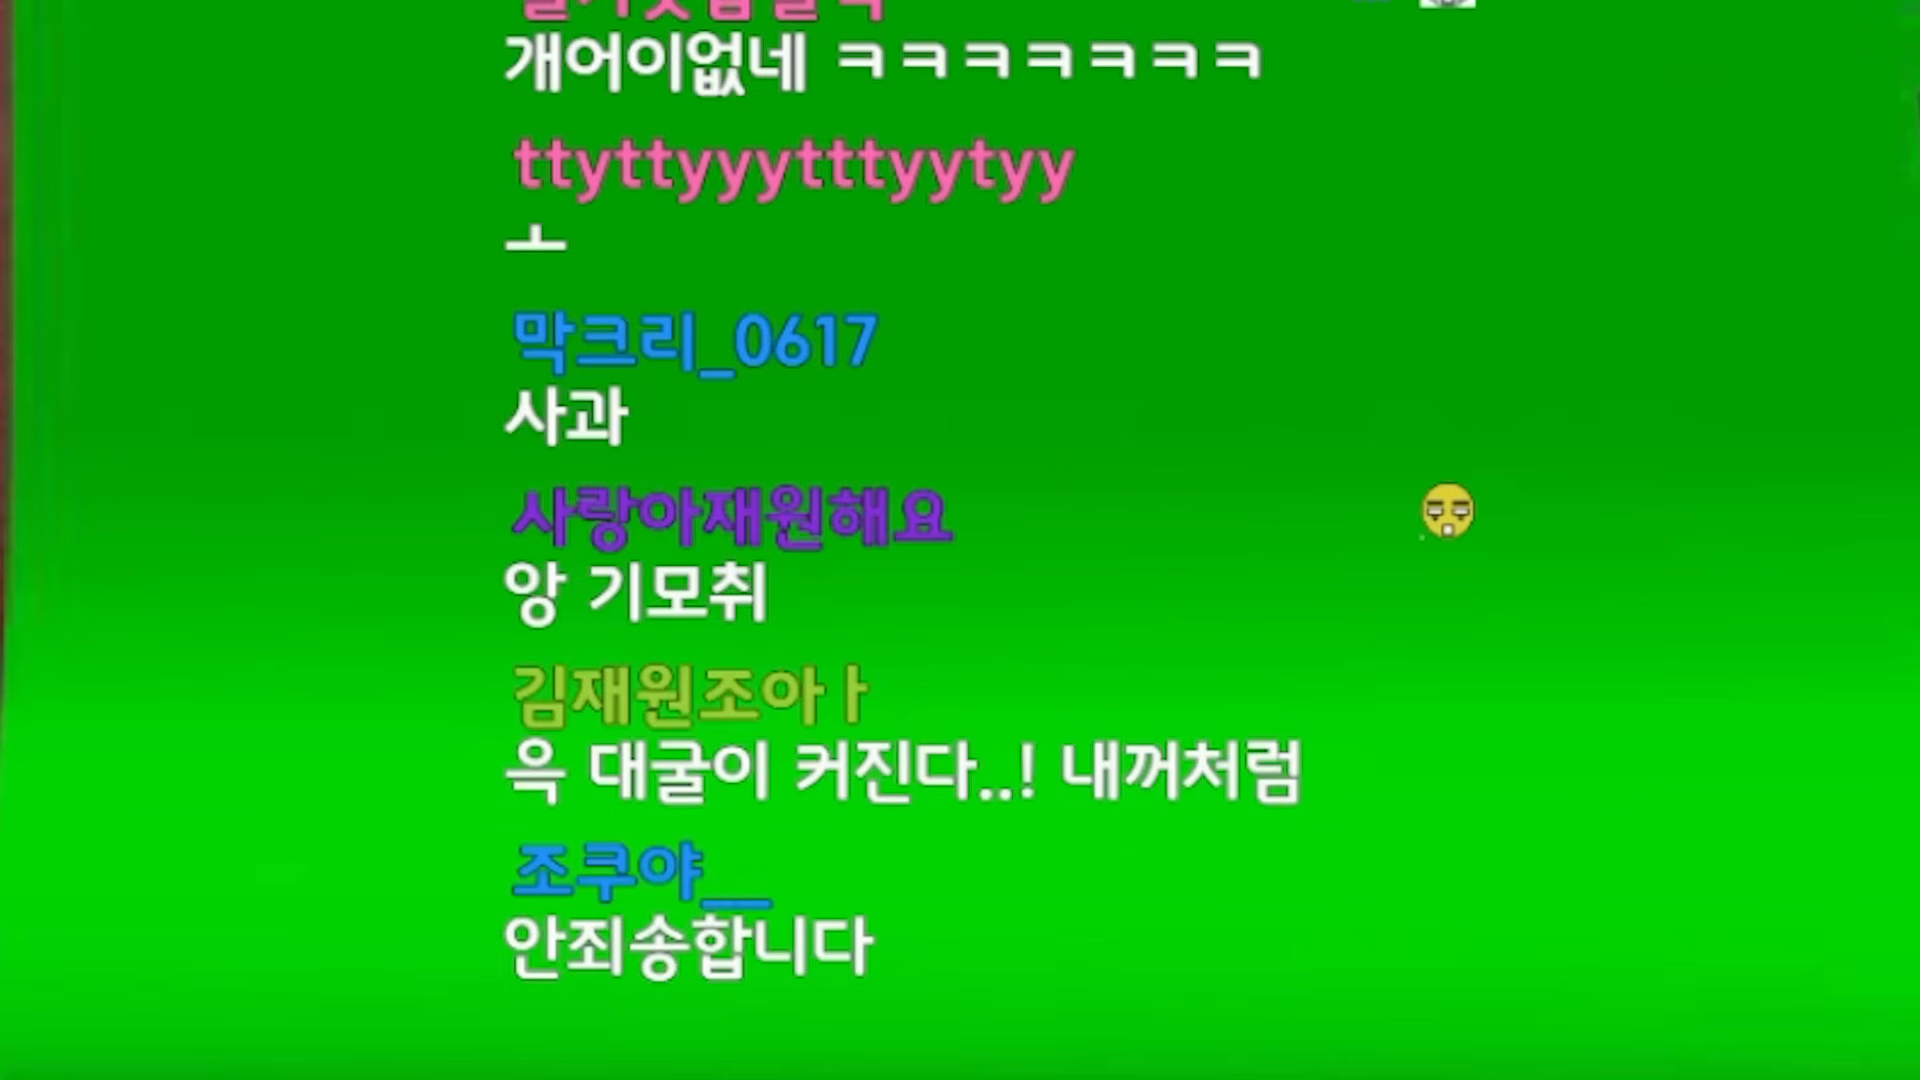 개어이없네 ㅋㅋㅋㅋㅋㅋㅋ
ttyttyyytttyytyy
ㅗ
막크리_0617
사과
사랑아재원해요
앙 기모취
김재원조아ㅏ
윽 대굴이 커진다..! 내꺼처럼
조쿠야__
안죄송합니다